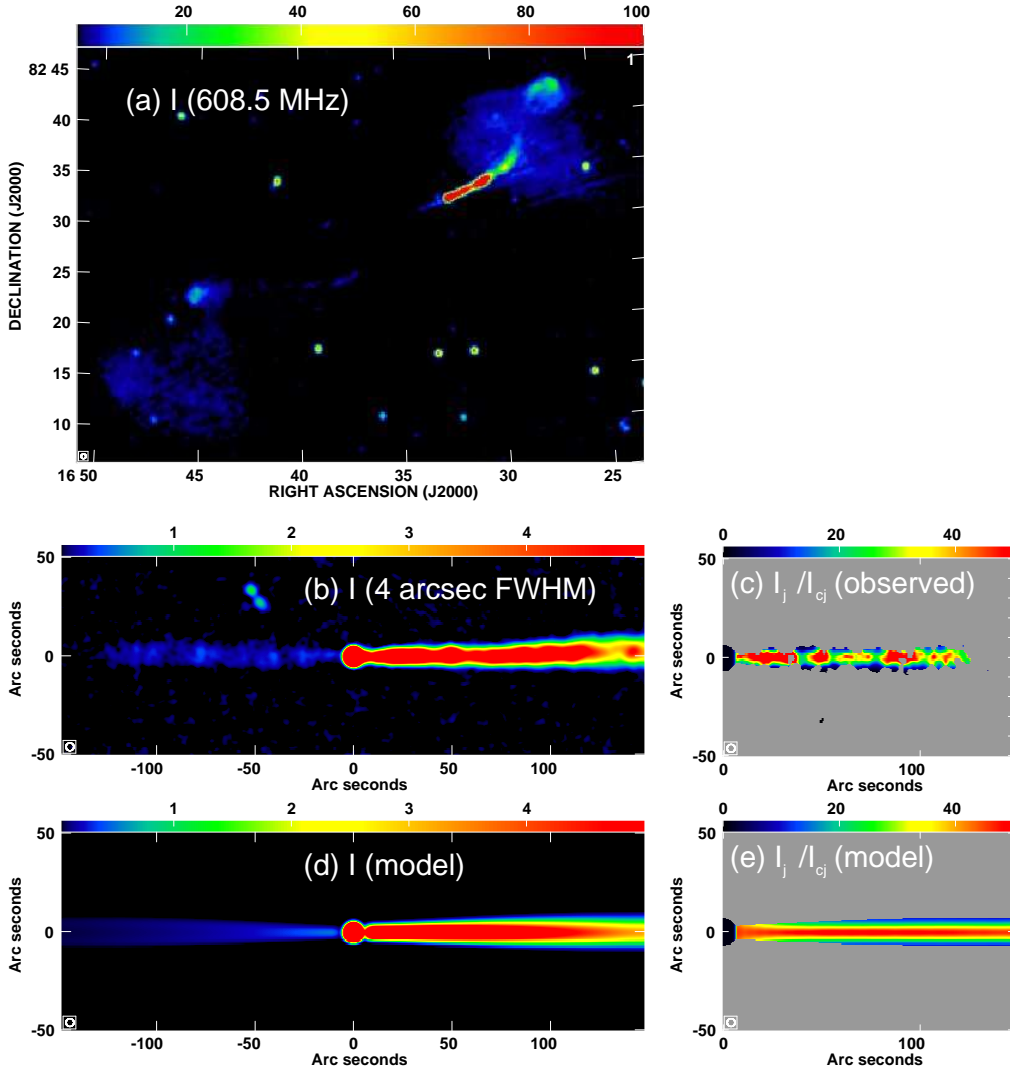 20 40 60 80 100
1
(a) I (608.5 MHz)
DECLINATION (J2000)
82 45
40
35
30
25
20
15
10
16 50 45 40 35 30 25
RIGHT ASCENSION (J2000)
1 2 3 4
(b) I (4 arcsec FWHM)
Arc seconds
50
0
-50
-100 -50 0 50 100
Arc seconds
0 20 40
(c) I_j /I_cj (observed)
Arc seconds
50
0
-50
0 100
Arc seconds
1 2 3 4
(d) I (model)
Arc seconds
50
0
-50
-100 -50 0 50 100
Arc seconds
0 20 40
(e) I_j /I_cj (model)
Arc seconds
50
0
-50
0 100
Arc seconds